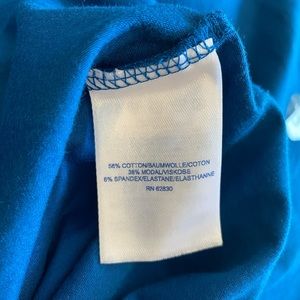 56% COTTON/BAUMWOLLE/COTON
38% MODAL/VISKOSE
6% SPANDEX/ELASTANE/ELASTHANNE
RN 62830